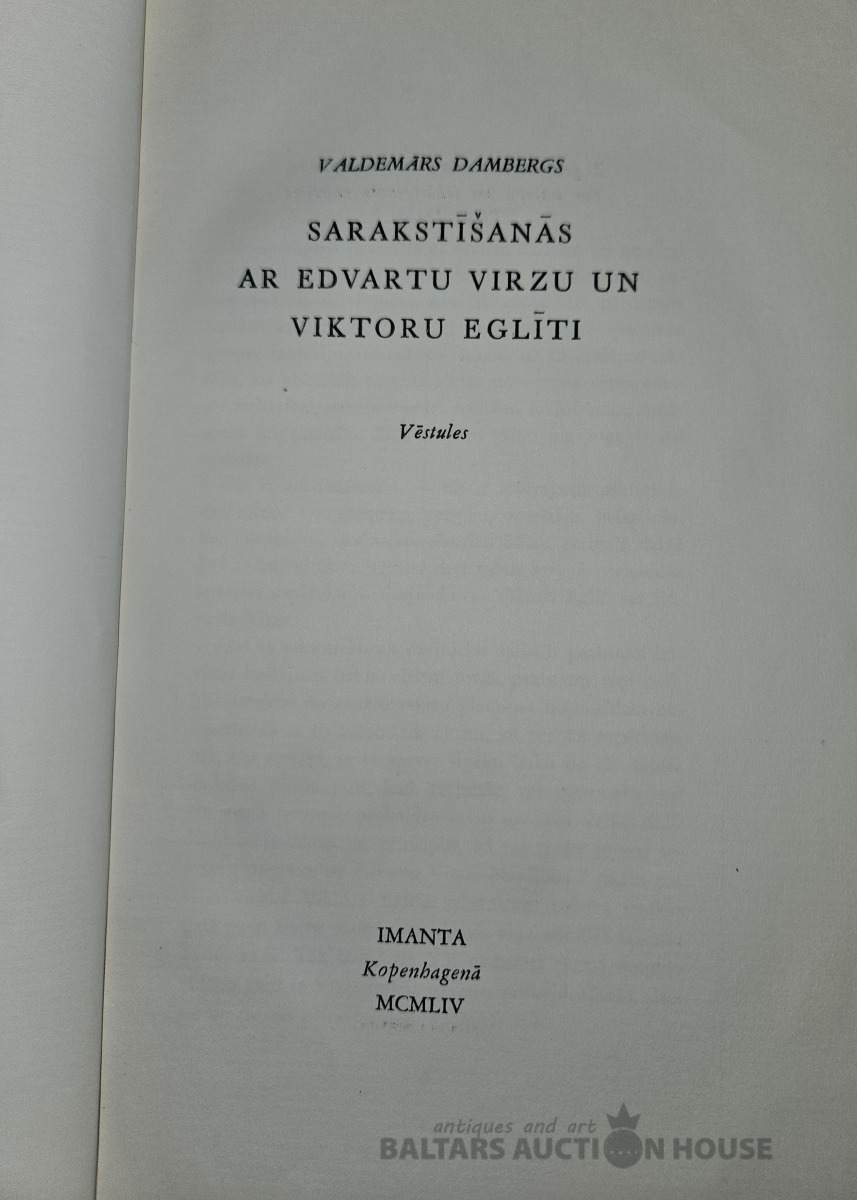 VALDEMĀRS DAMBERGS
SARAKSTĪŠANĀS
AR EDVARTU VIRZU UN
VIKTORU EGLĪTI
Vēstules
IMANTA
Kopenhagenā
MCMLIV
antiques and art
BALTARS AUCTION HOUSE